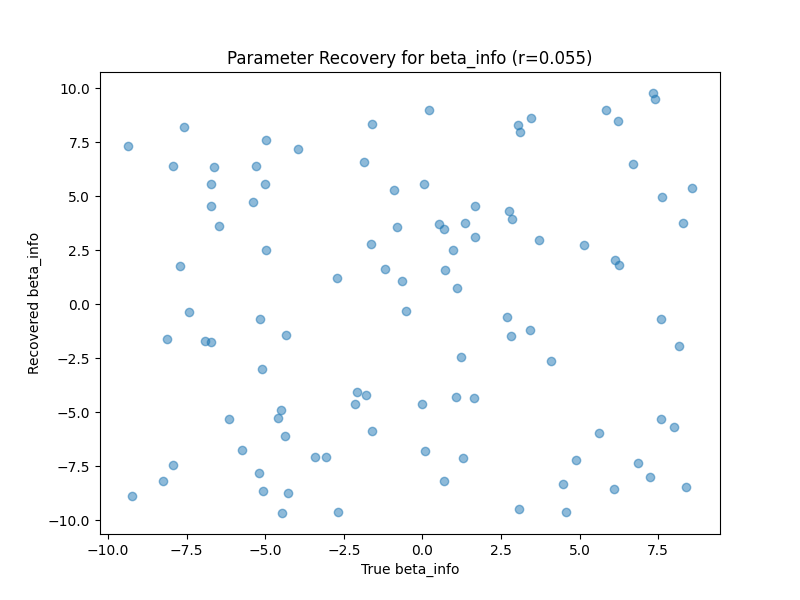 Parameter Recovery for beta_info (r=0.055)
10.0
7.5
5.0
2.5
0.0
−2.5
−5.0
−7.5
−10.0
Recovered beta_info
−10.0 −7.5 −5.0 −2.5 0.0 2.5 5.0 7.5
True beta_info